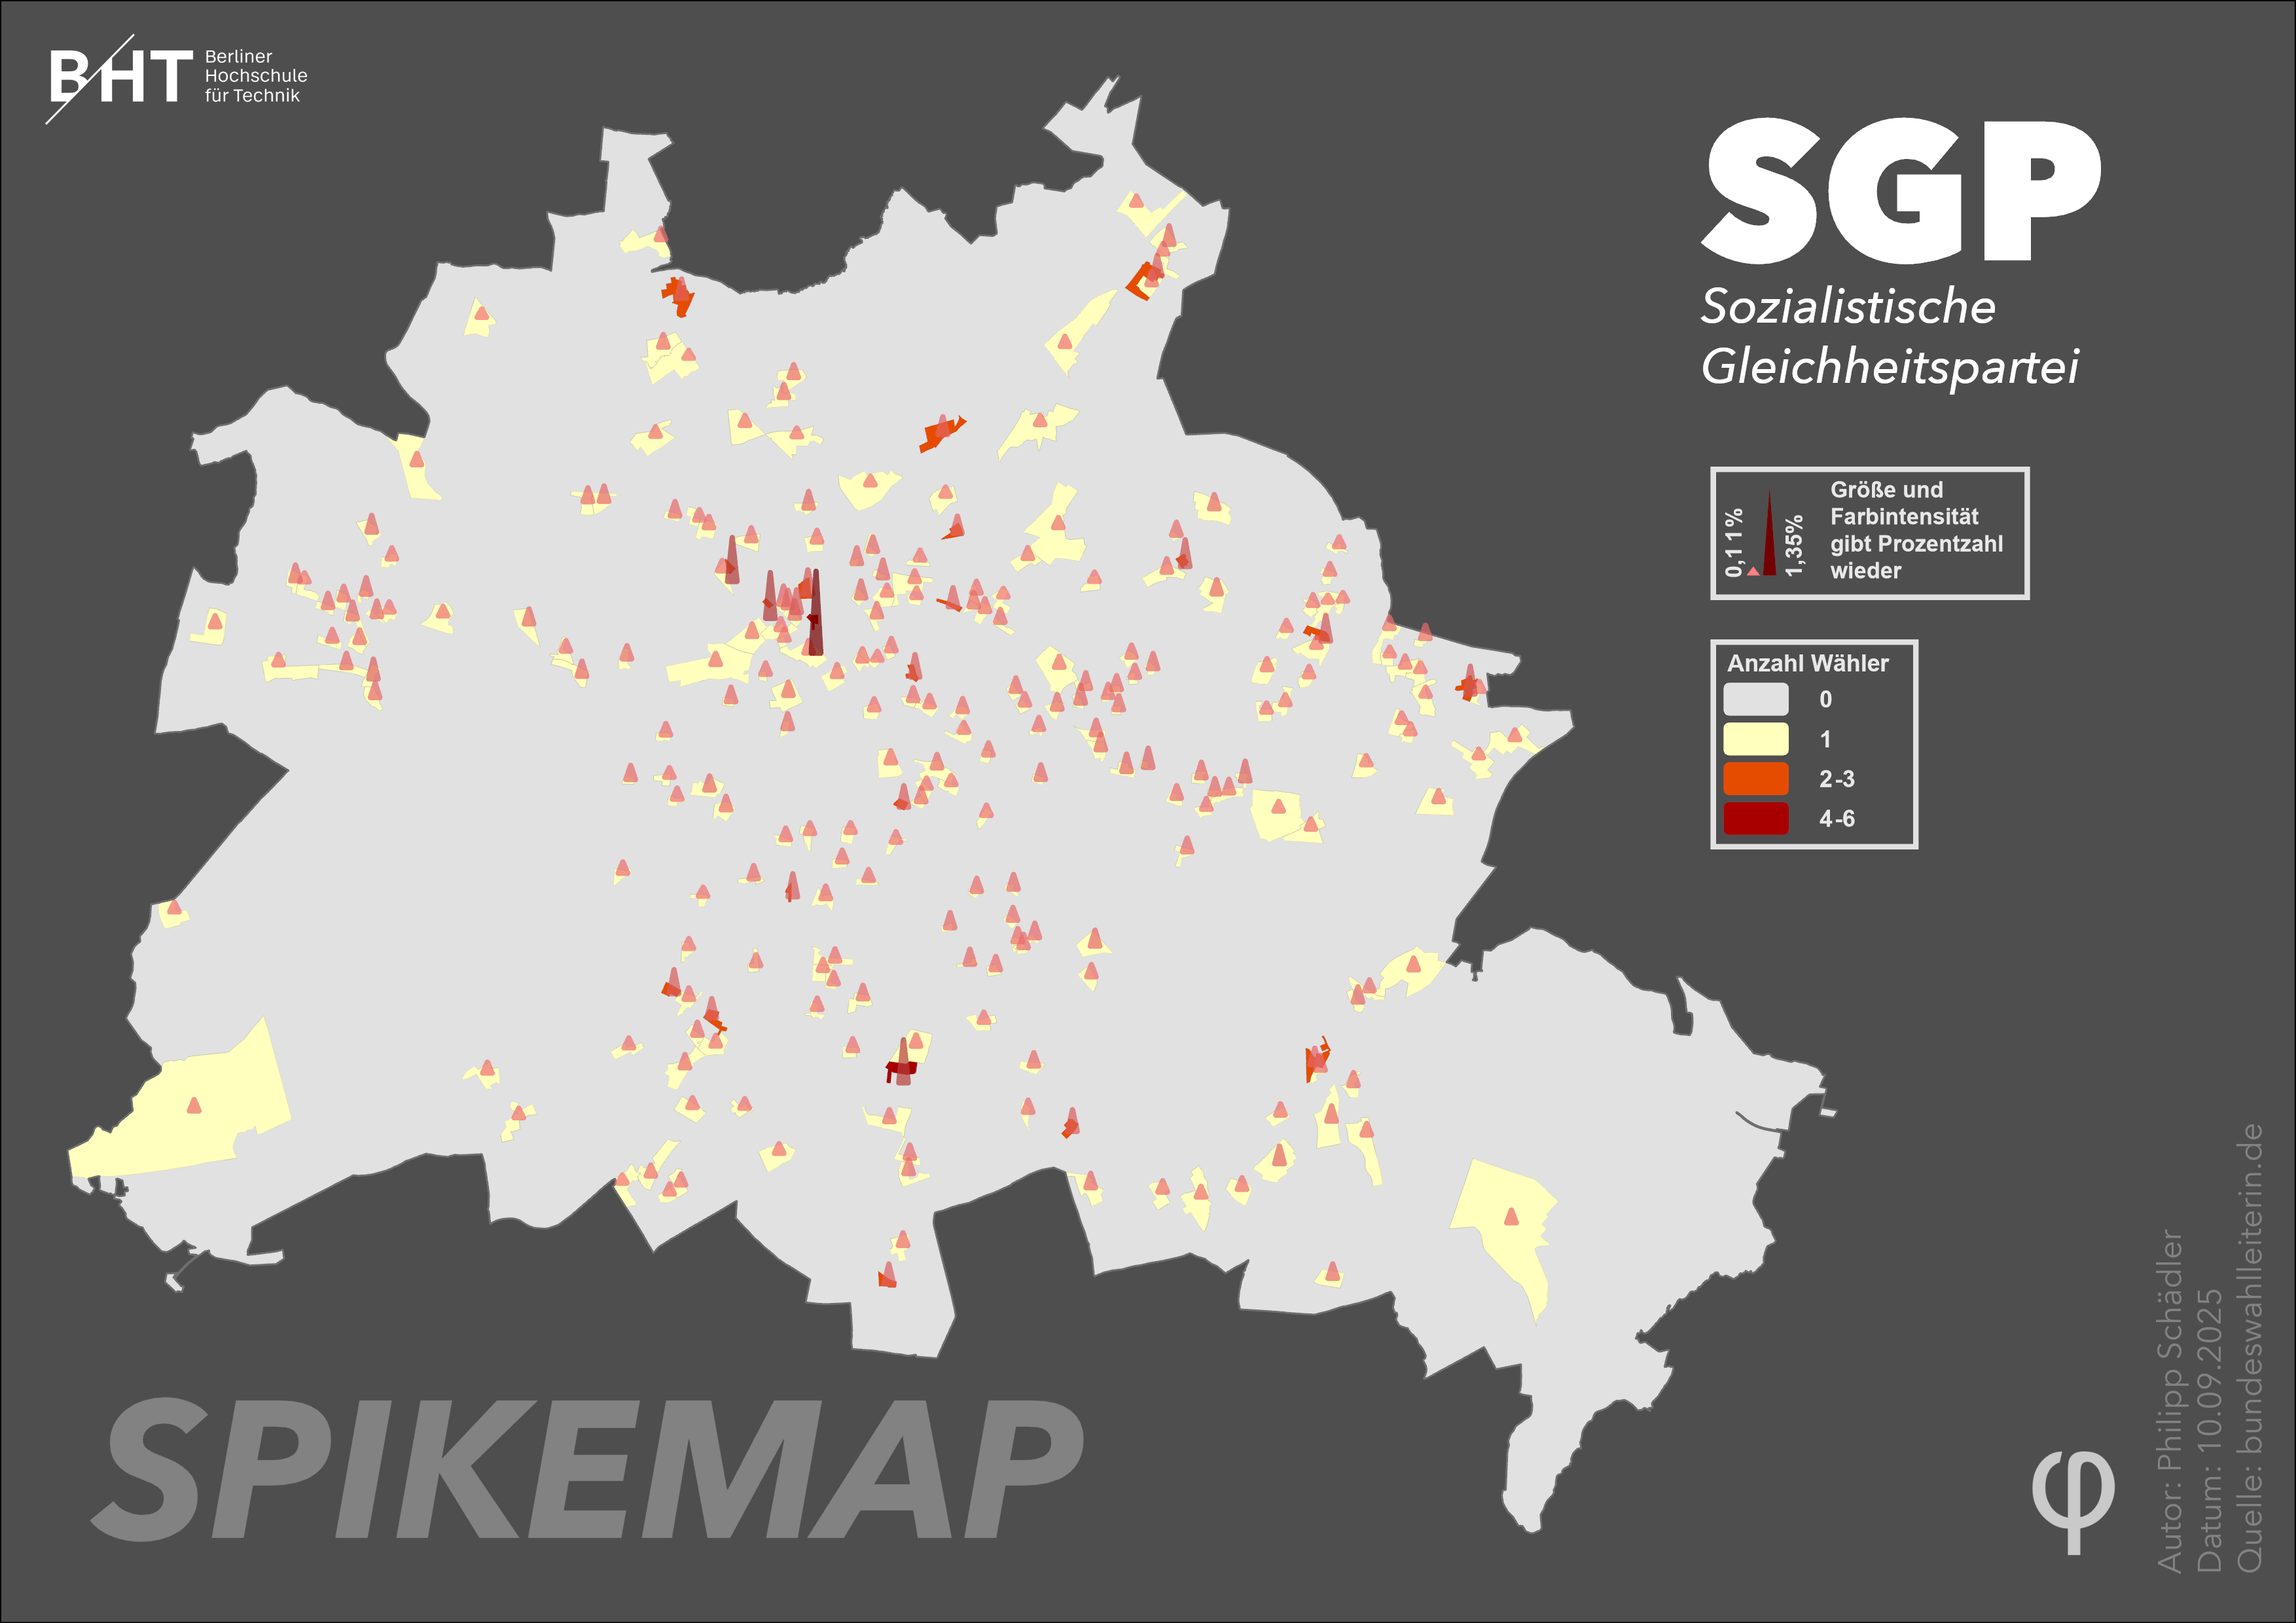 BHT
Berliner
Hochschule
für Technik
SGP
Sozialistische
Gleichheitspartei
0,11%
1,35%
Größe und
Farbintensität
gibt Prozentzahl
wieder
Anzahl Wähler
0
1
2-3
4-6
SPIKEMAP
φ
Autor: Philipp Schädler
Datum: 10.09.2025
Quelle: bundeswahlleiterin.de